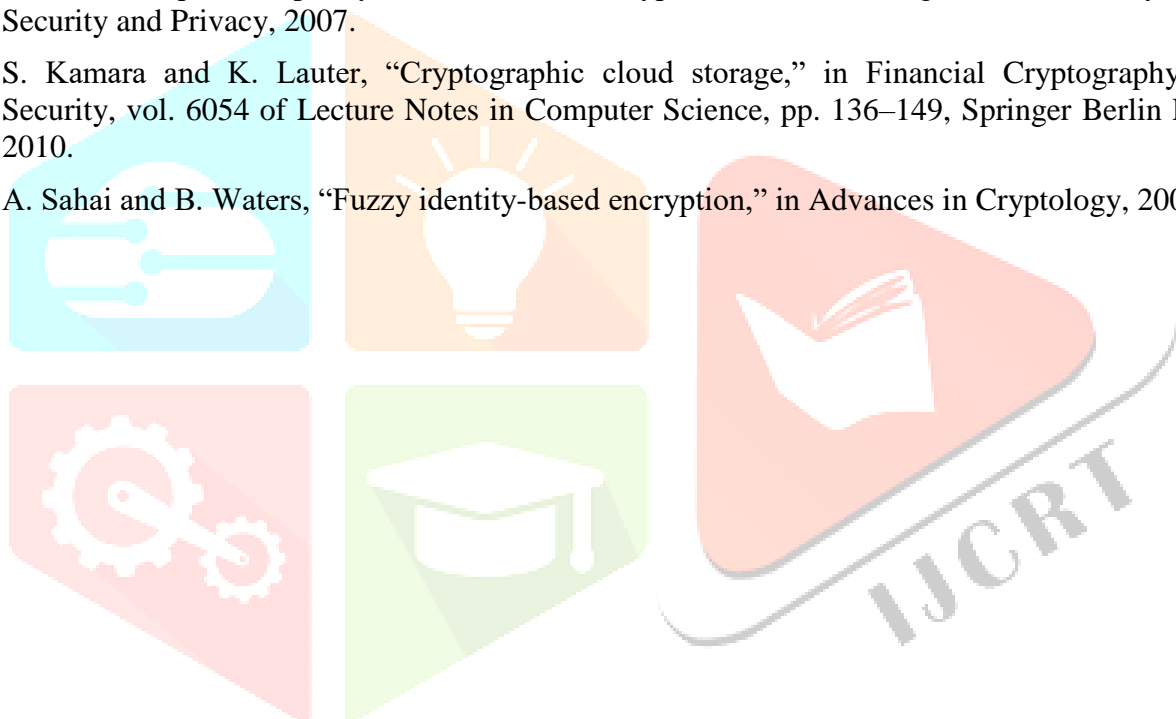 Security and Privacy, 2007.
S. Kamara and K. Lauter, “Cryptographic cloud storage,” in Financial Cryptography
Security, vol. 6054 of Lecture Notes in Computer Science, pp. 136–149, Springer Berlin
2010.
A. Sahai and B. Waters, “Fuzzy identity-based encryption,” in Advances in Cryptology, 200
IJCRT